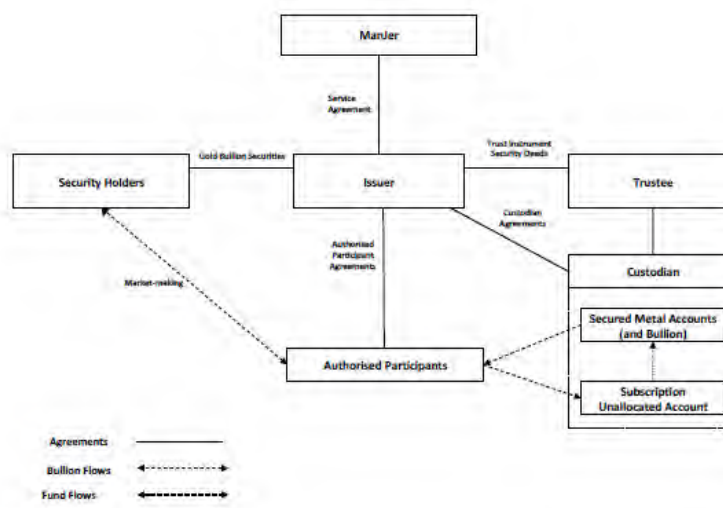 ManJer
Service
Agreement
Gold Bullion Securities
Trust Instrument
Security Deeds
Security Holders
Issuer
Trustee
Custodian
Agreements
Authorised
Participant
Agreements
Market-making
Custodian
Secured Metal Accounts
(and Bullion)
Authorised Participants
Subscription
Unallocated Account
Agreements
Bullion Flows
Fund Flows